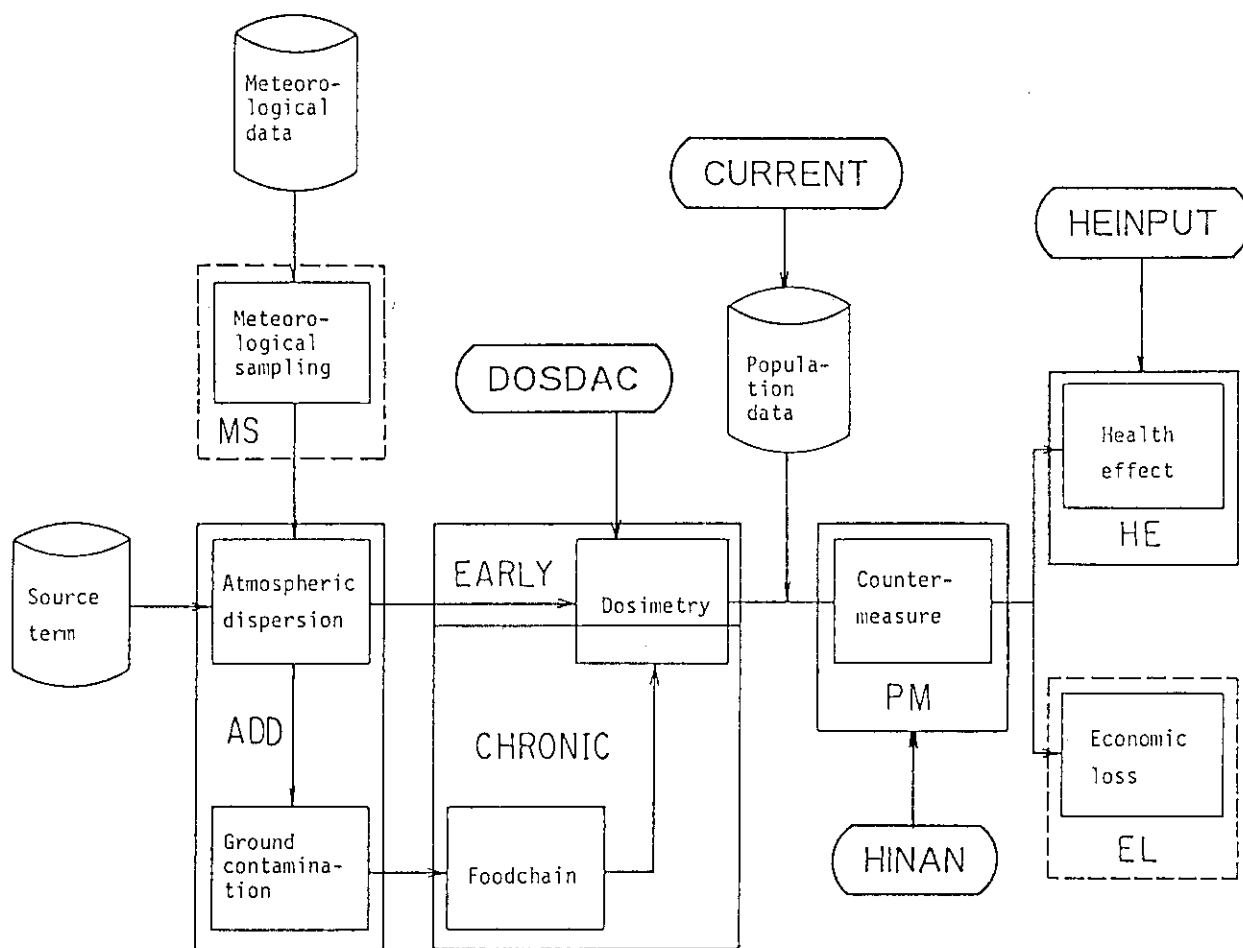 Meteoro-
logical
data
CURRENT
HEINPUT
Meteoro-
logical
sampling
MS
DOSDAC
Popula-
tion
data
Health
effect
HE
Source
term
Atmospheric
dispersion
EARLY
Dosimetry
Counter-
measure
PM
ADD
CHRONIC
Economic
loss
EL
Ground
contamina-
tion
Foodchain
HINAN